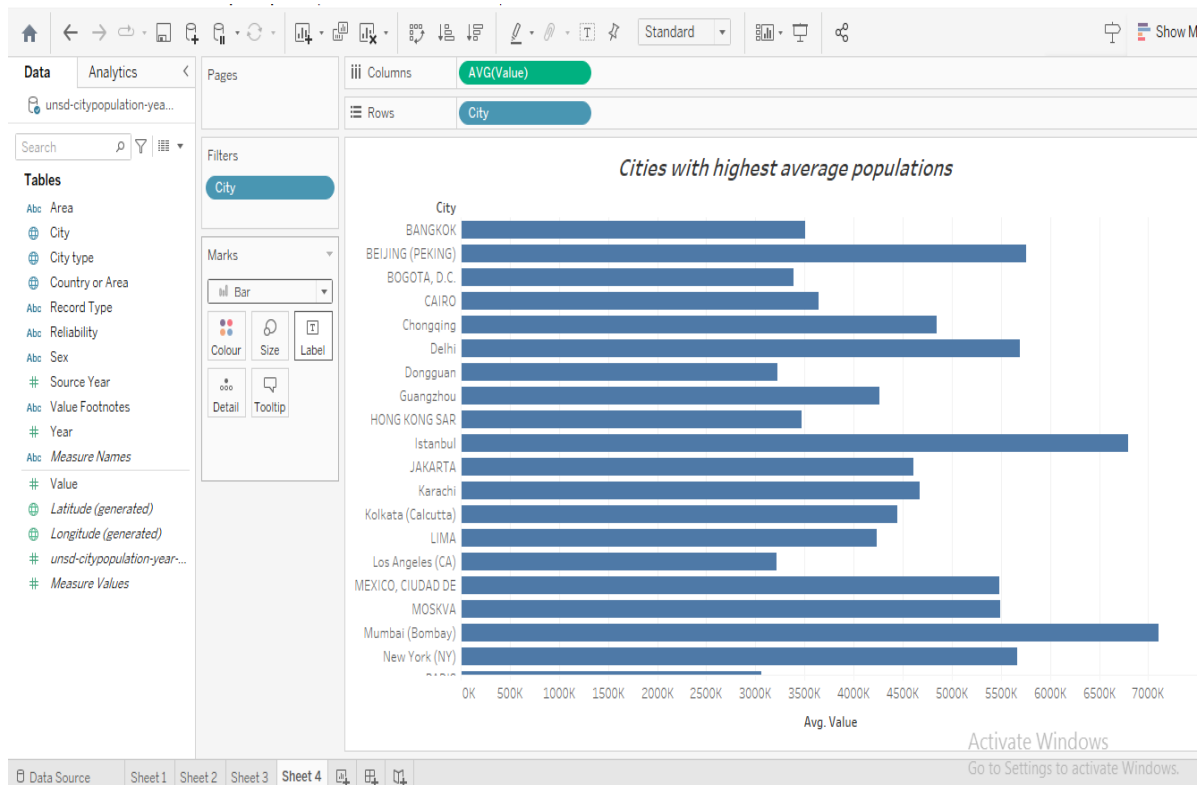 Standard
Show M
Data
Analytics
Pages
Columns
AVG(Value)
unsd-citypopulation-yea...
Rows
City
Search
Filters
City
Tables
Abc Area
City
City type
Country or Area
Abc Record Type
Abc Reliability
Abc Sex
# Source Year
Abc Value Footnotes
# Year
Abc Measure Names
# Value
Latitude (generated)
Longitude (generated)
# unsd-citypopulation-year-...
# Measure Values
Marks
Bar
Colour
Size
Label
Detail
Tooltip
Cities with highest average populations
City
BANGKOK
BEIJING (PEKING)
BOGOTA, D.C.
CAIRO
Chongqing
Delhi
Dongguan
Guangzhou
HONG KONG SAR
Istanbul
JAKARTA
Karachi
Kolkata (Calcutta)
LIMA
Los Angeles (CA)
MEXICO, CIUDAD DE
MOSKVA
Mumbai (Bombay)
New York (NY)
0K 500K 1000K 1500K 2000K 2500K 3000K 3500K 4000K 4500K 5000K 5500K 6000K 6500K 7000K
Avg. Value
Activate Windows
Go to Settings to activate Windows.
Data Source
Sheet 1
Sheet 2
Sheet 3
Sheet 4